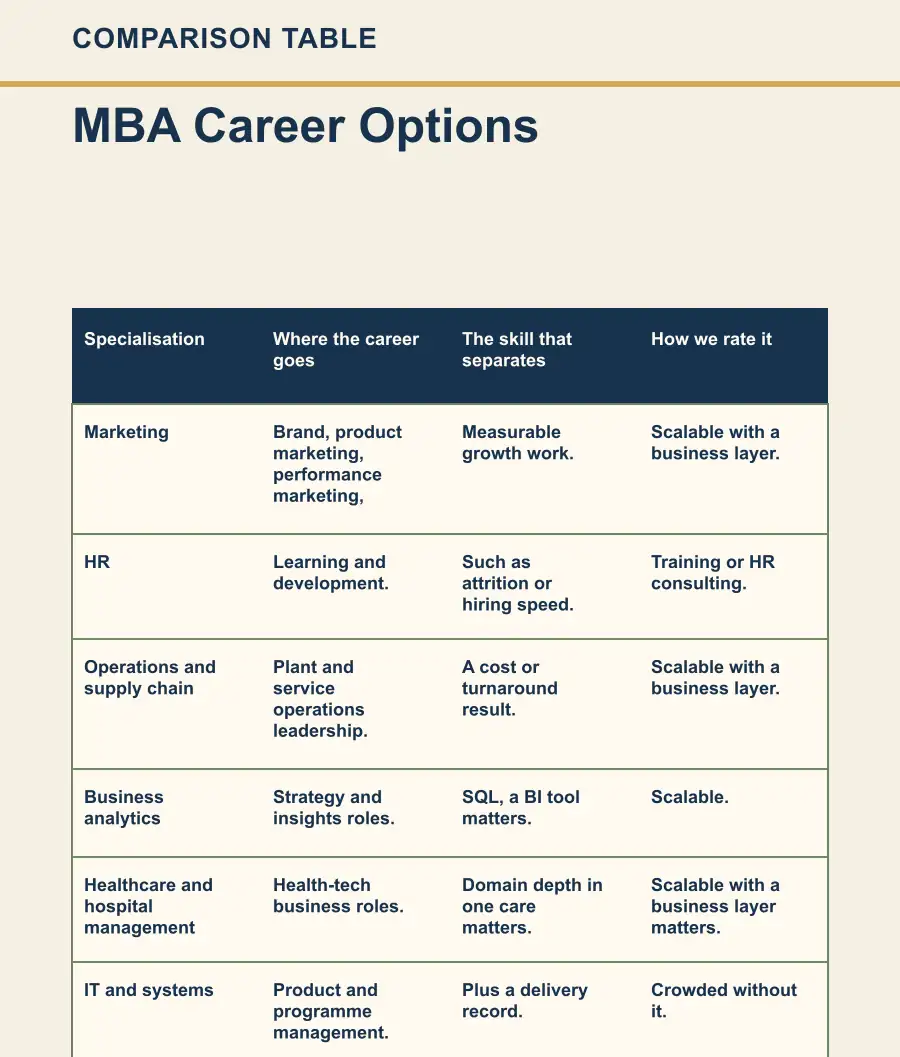 COMPARISON TABLE
MBA Career Options
Specialisation
Where the career
goes
The skill that
separates
How we rate it
Marketing
Brand, product
marketing,
performance
marketing,
Measurable
growth work.
Scalable with a
business layer.
HR
Learning and
development.
Such as
attrition or
hiring speed.
Training or HR
consulting.
Operations and
supply chain
Plant and
service
operations
leadership.
A cost or
turnaround
result.
Scalable with a
business layer.
Business
analytics
Strategy and
insights roles.
SQL, a BI tool
matters.
Scalable.
Healthcare and
hospital
management
Health-tech
business roles.
Domain depth in
one care
matters.
Scalable with a
business layer
matters.
IT and systems
Product and
programme
management.
Plus a delivery
record.
Crowded without
it.